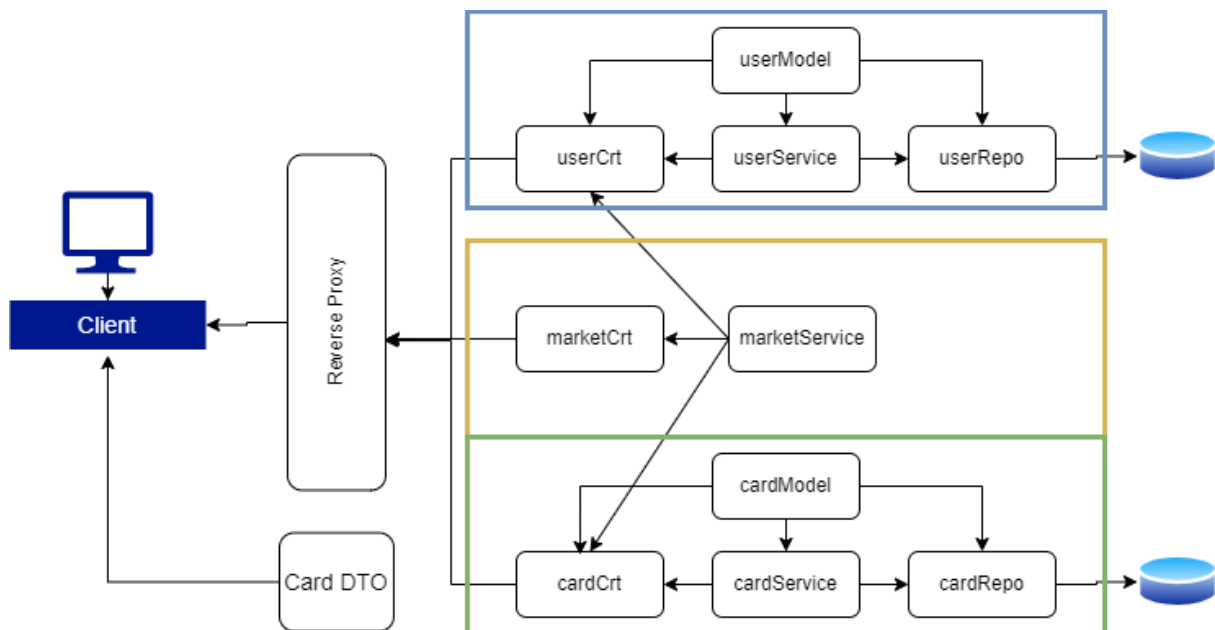 userModel
userCrt
userService
userRepo
Client
Reverse Proxy
marketCrt
marketService
cardModel
Card DTO
cardCrt
cardService
cardRepo